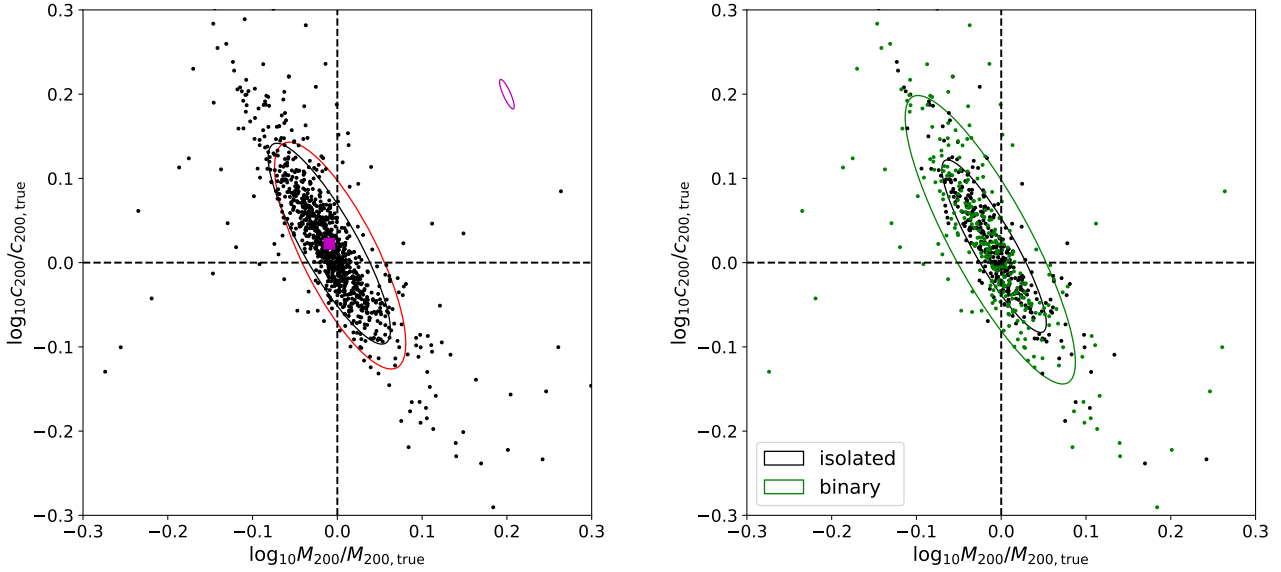 0.3
0.2
0.1
0.0
−0.1
−0.2
−0.3
log₁₀c₂₀₀/c₂₀₀, true
−0.3 −0.2 −0.1 0.0 0.1 0.2 0.3
log₁₀M₂₀₀/M₂₀₀, true
0.3
0.2
0.1
0.0
−0.1
−0.2
−0.3
log₁₀c₂₀₀/c₂₀₀, true
isolated
binary
−0.3 −0.2 −0.1 0.0 0.1 0.2 0.3
log₁₀M₂₀₀/M₂₀₀, true